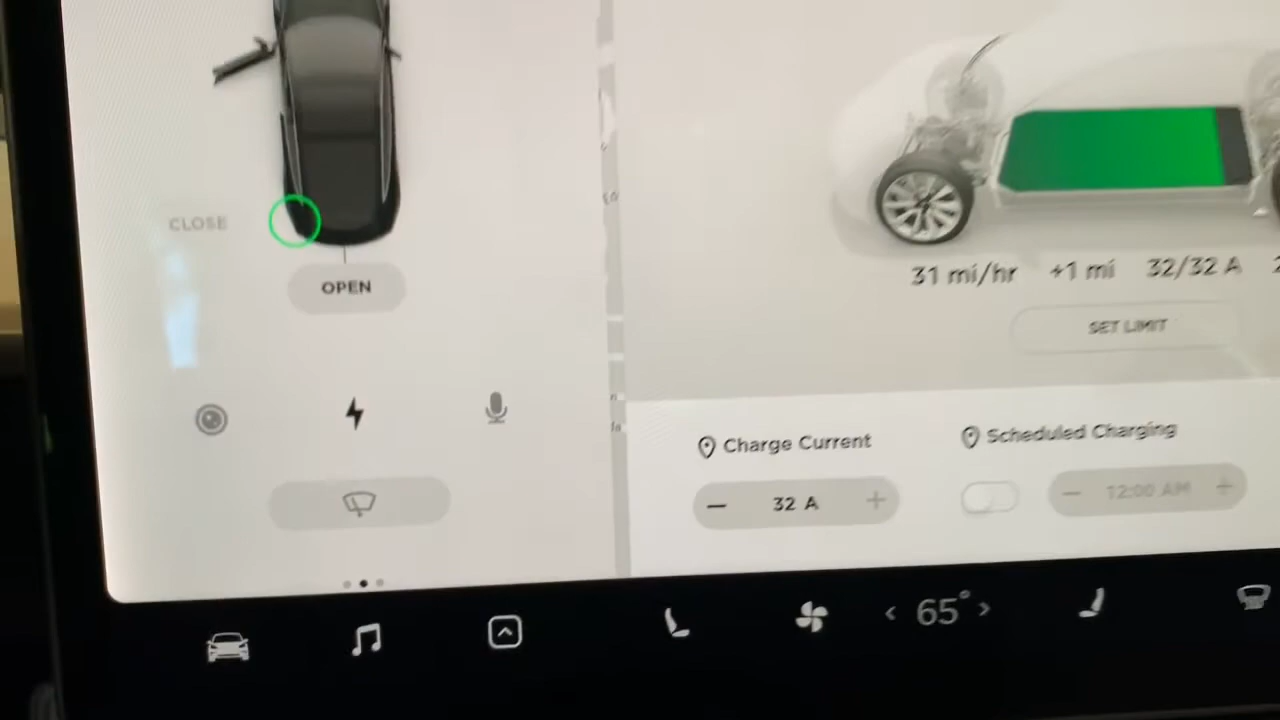 CLOSE
OPEN
31 mi/hr +1 mi 32/32 A
SET LIMIT
Charge Current
Scheduled Charging
32 A
12:00 AM
65°